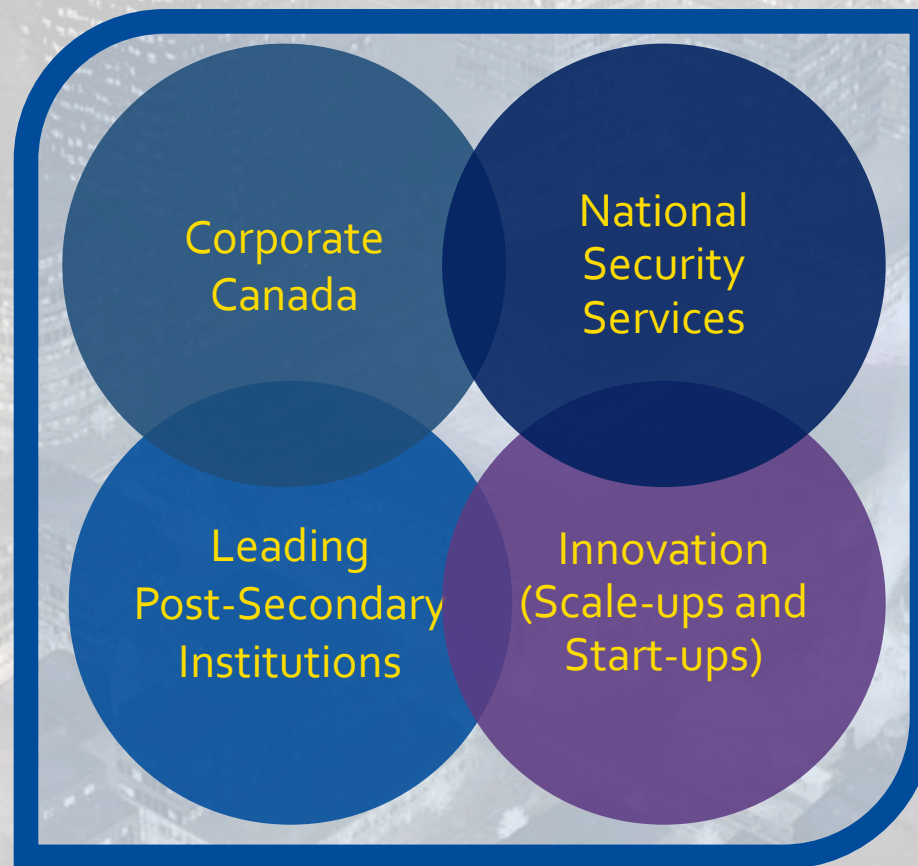 Corporate
Canada
National
Security
Services
Leading
Post-Secondary
Institutions
Innovation
(Scale-ups and
Start-ups)